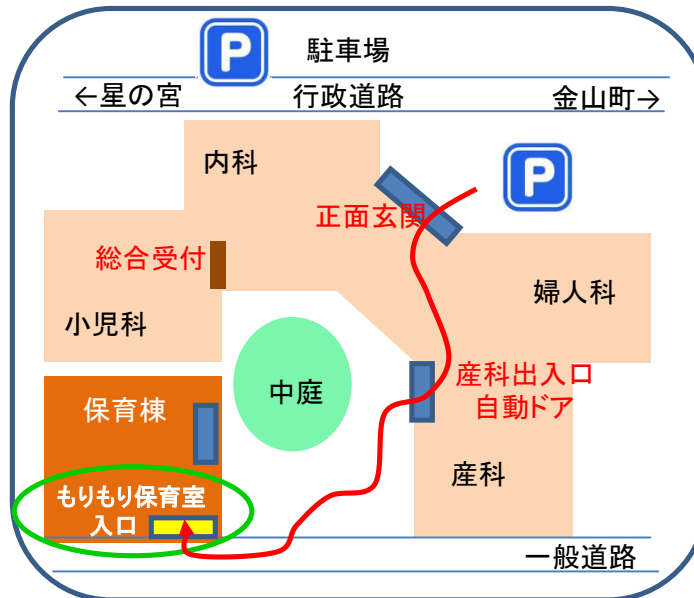 P
駐車場
←星の宮
行政道路
金山町→
内科
P
正面玄関
総合受付
婦人科
小児科
産科出入口
自動ドア
中庭
保育棟
産科
もりもり保育室
入口
一般道路